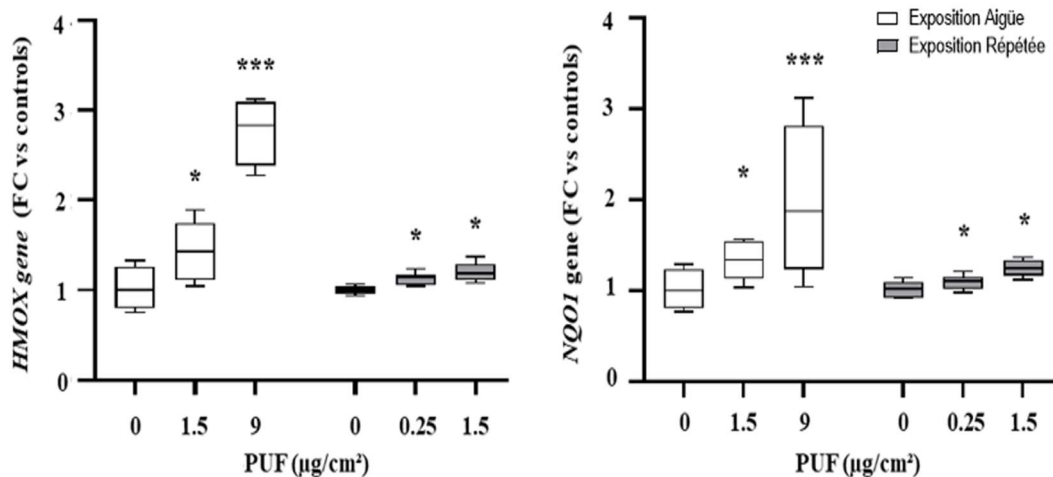 HMOX gene (FC vs controls)
4
3
2
1
0
*
***
*
*
0 1.5 9 0 0.25 1.5
PUF (µg/cm²)
NQO1 gene (FC vs controls)
4
3
2
1
0
*
***
*
*
0 1.5 9 0 0.25 1.5
PUF (µg/cm²)
Exposition Aigüe
Exposition Répétée